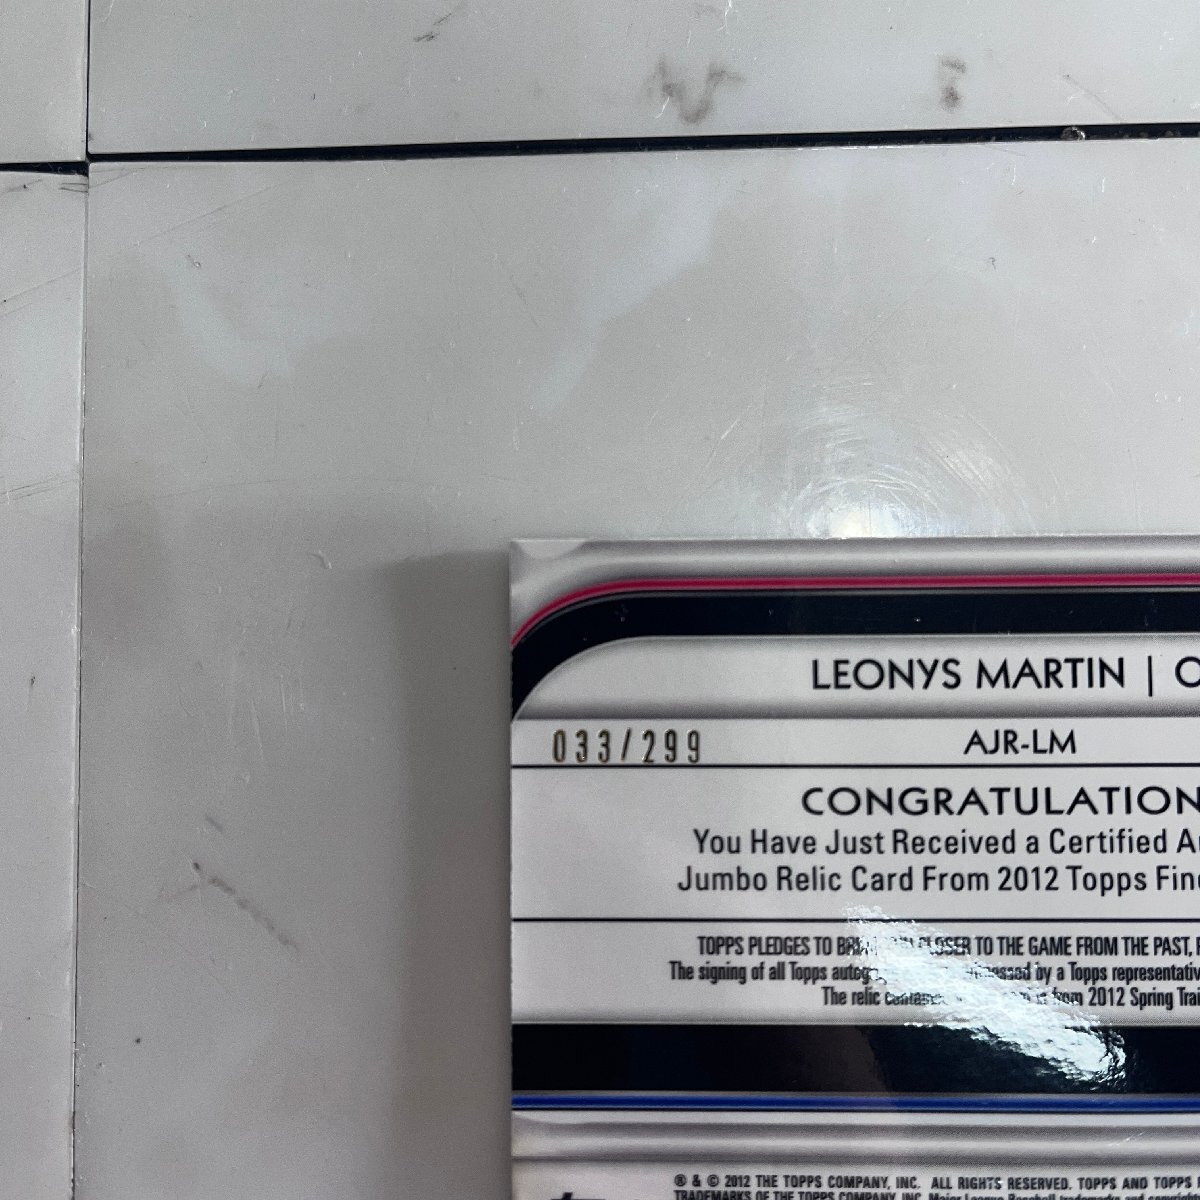 LEONYS MARTIN | O
033/299 AJR-LM
CONGRATULATION
You Have Just Received a Certified Au
Jumbo Relic Card From 2012 Topps Fine
TOPPS PLEDGES TO CLOSER TO THE GAME FROM THE PAST,
The signing of all Topps by a Topps representativ
The relic from 2012 Spring Trai
® & © 2012 THE TOPPS COMPANY, INC. ALL RIGHTS RESERVED. TOPPS AND TOPPS
TRADEMARKS OF THE TOPPS COMPANY, INC. Major League Baseball trademarks and